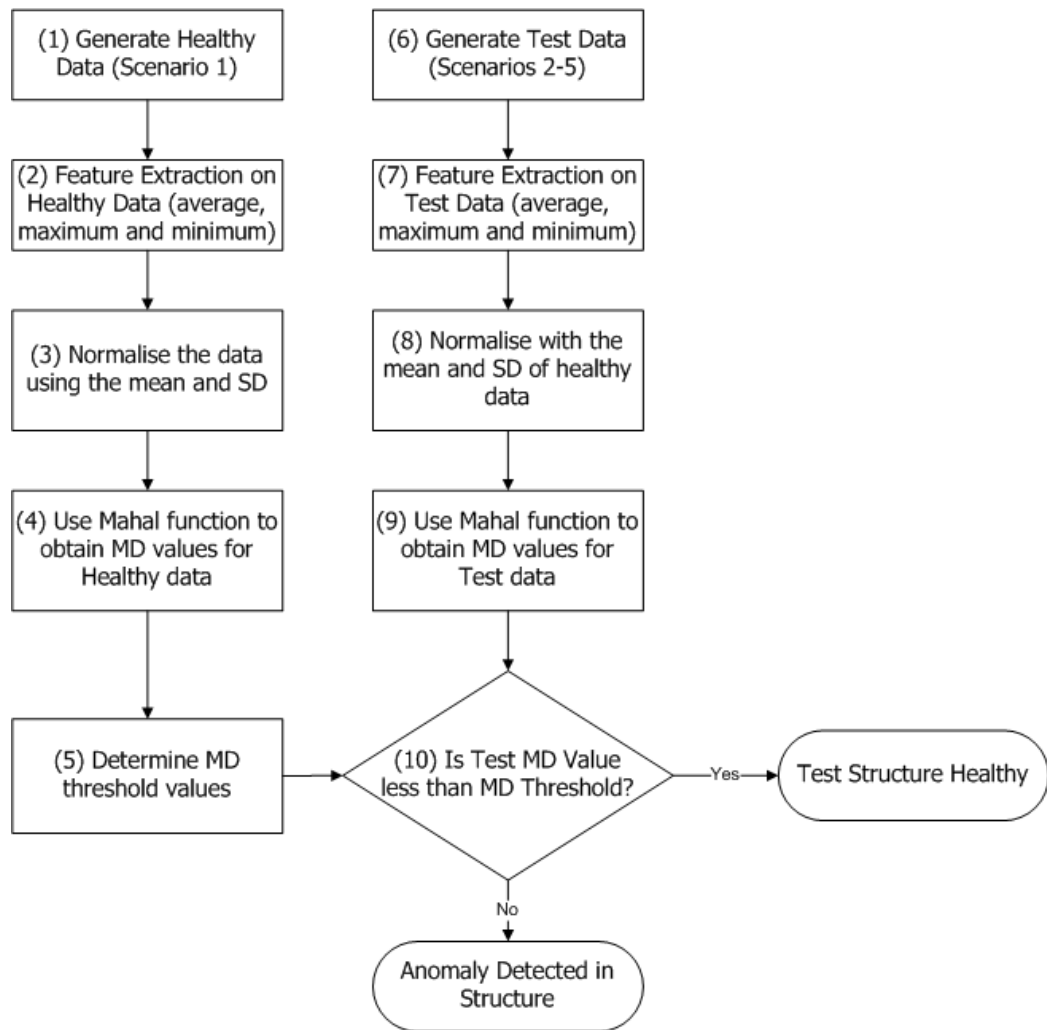 (1) Generate Healthy
Data (Scenario 1)
(2) Feature Extraction on
Healthy Data (average,
maximum and minimum)
(3) Normalise the data
using the mean and SD
(4) Use Mahal function to
obtain MD values for
Healthy data
(5) Determine MD
threshold values
(6) Generate Test Data
(Scenarios 2-5)
(7) Feature Extraction on
Test Data (average,
maximum and minimum)
(8) Normalise with the
mean and SD of healthy
data
(9) Use Mahal function to
obtain MD values for
Test data
(10) Is Test MD Value
less than MD Threshold?
Yes
Test Structure Healthy
No
Anomaly Detected in
Structure